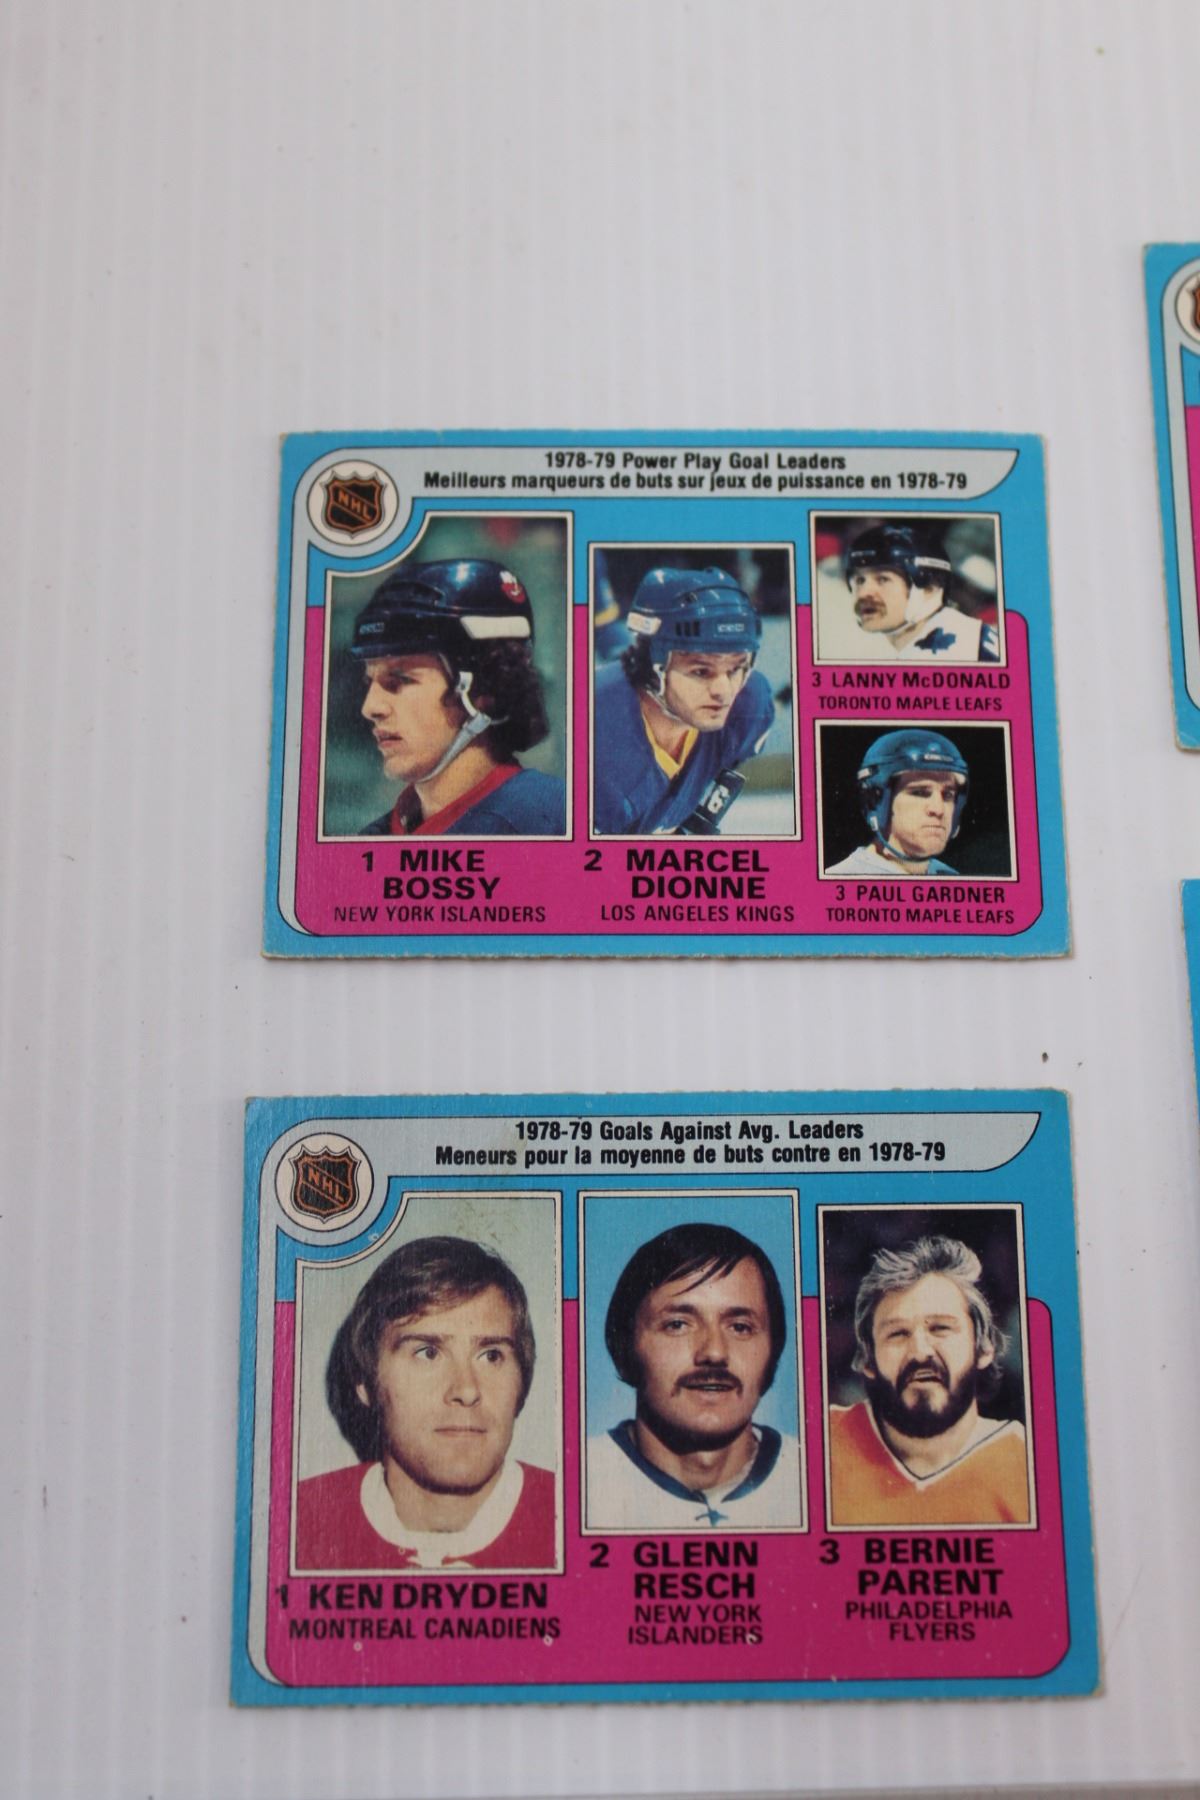 1978-79 Power Play Goal Leaders
Meilleurs marqueurs de buts sur jeux de puissance en 1978-79
NHL
3 LANNY McDONALD
TORONTO MAPLE LEAFS
1 MIKE
BOSSY
NEW YORK ISLANDERS
2 MARCEL
DIONNE
LOS ANGELES KINGS
3 PAUL GARDNER
TORONTO MAPLE LEAFS
1978-79 Goals Against Avg. Leaders
Meneurs pour la moyenne de buts contre en 1978-79
NHL
1 KEN DRYDEN
MONTREAL CANADIENS
2 GLENN
RESCH
NEW YORK
ISLANDERS
3 BERNIE
PARENT
PHILADELPHIA
FLYERS